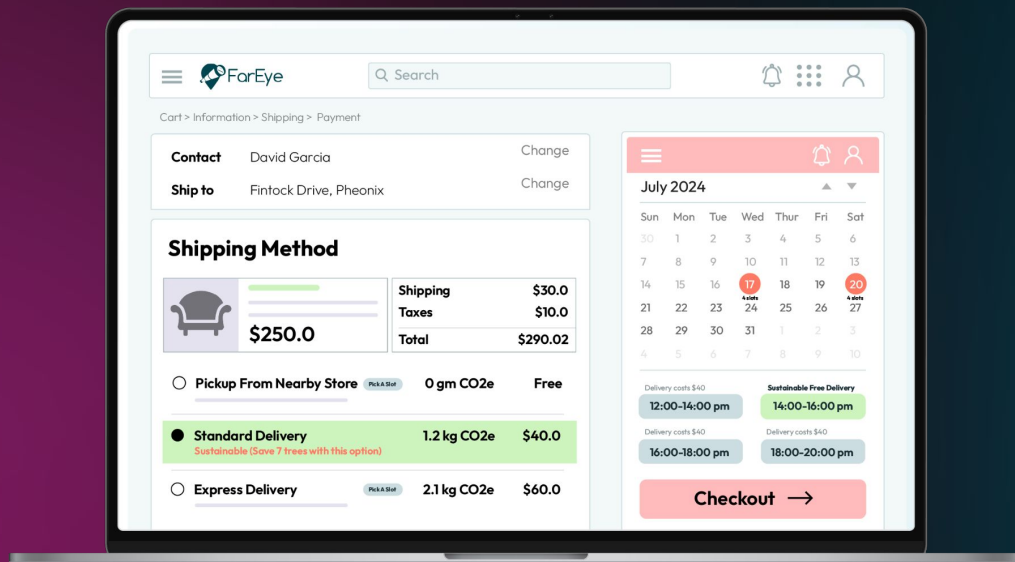 FarEye
Search
Cart > Information > Shipping > Payment
Contact David Garcia Change
Ship to Fintock Drive, Pheonix Change
Shipping Method
$250.0
Shipping $30.0
Taxes $10.0
Total $290.02
Pickup From Nearby Store Pick A Slot 0 gm CO2e Free
Standard Delivery 1.2 kg CO2e $40.0
Sustainable (Save 7 trees with this option)
Express Delivery Pick A Slot 2.1 kg CO2e $60.0
July 2024
Sun Mon Tue Wed Thur Fri Sat
30 1 2 3 4 5 6
7 8 9 10 11 12 13
14 15 16 17 18 19 20
4 slots 4 slots
21 22 23 24 25 26 27
28 29 30 31 1 2 3
4 5 6 7 8 9 10
Delivery costs $40 Sustainable Free Delivery
12:00-14:00 pm 14:00-16:00 pm
Delivery costs $40 Delivery costs $40
16:00-18:00 pm 18:00-20:00 pm
Checkout →